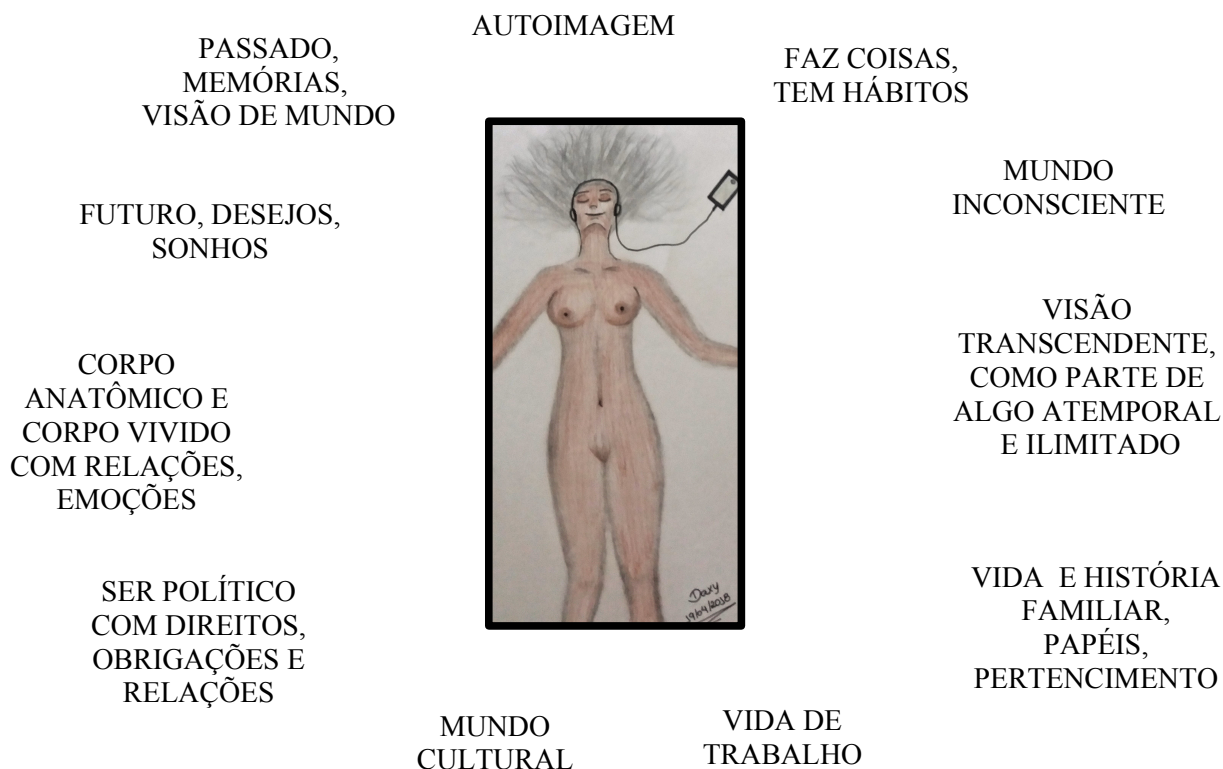 AUTOIMAGEM
PASSADO,
MEMÓRIAS,
VISÃO DE MUNDO
FAZ COISAS,
TEM HÁBITOS
FUTURO, DESEJOS,
SONHOS
MUNDO
INCONSCIENTE
CORPO
ANATÔMICO E
CORPO VIVIDO
COM RELAÇÕES,
EMOÇÕES
VISÃO
TRANSCENDENTE,
COMO PARTE DE
ALGO ATEMPORAL
E ILIMITADO
SER POLÍTICO
COM DIREITOS,
OBRIGAÇÕES E
RELAÇÕES
VIDA E HISTÓRIA
FAMILIAR,
PAPÉIS,
PERTENCIMENTO
MUNDO
CULTURAL
VIDA DE
TRABALHO
19/04/2018